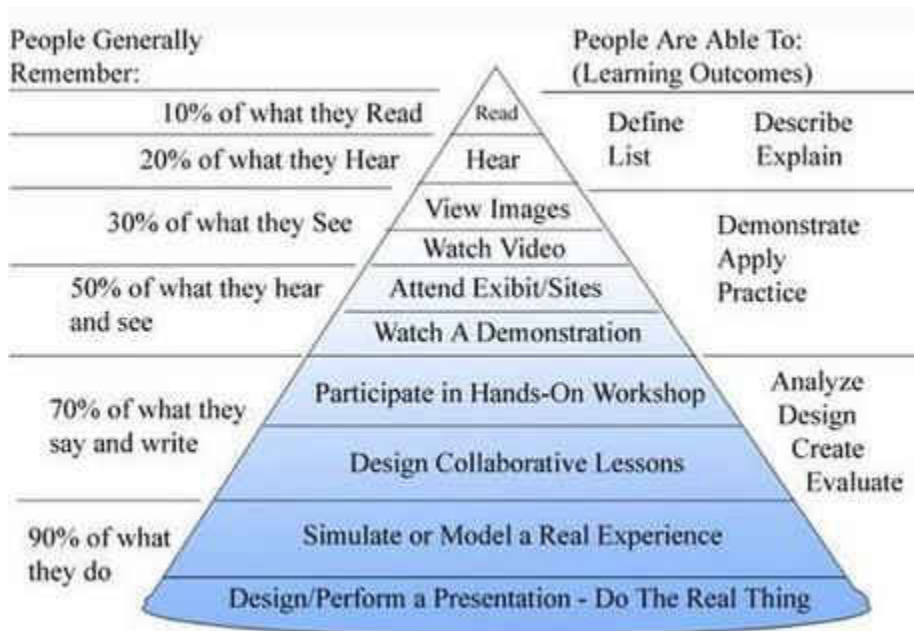 People Generally
Remember:
People Are Able To:
(Learning Outcomes)
10% of what they Read
Read
Define
Describe
List
Explain
20% of what they Hear
Hear
30% of what they See
View Images
Watch Video
Demonstrate
Apply
Practice
50% of what they hear
and see
Attend Exibit/Sites
Watch A Demonstration
70% of what they
say and write
Participate in Hands-On Workshop
Design Collaborative Lessons
Analyze
Design
Create
Evaluate
90% of what
they do
Simulate or Model a Real Experience
Design/Perform a Presentation - Do The Real Thing